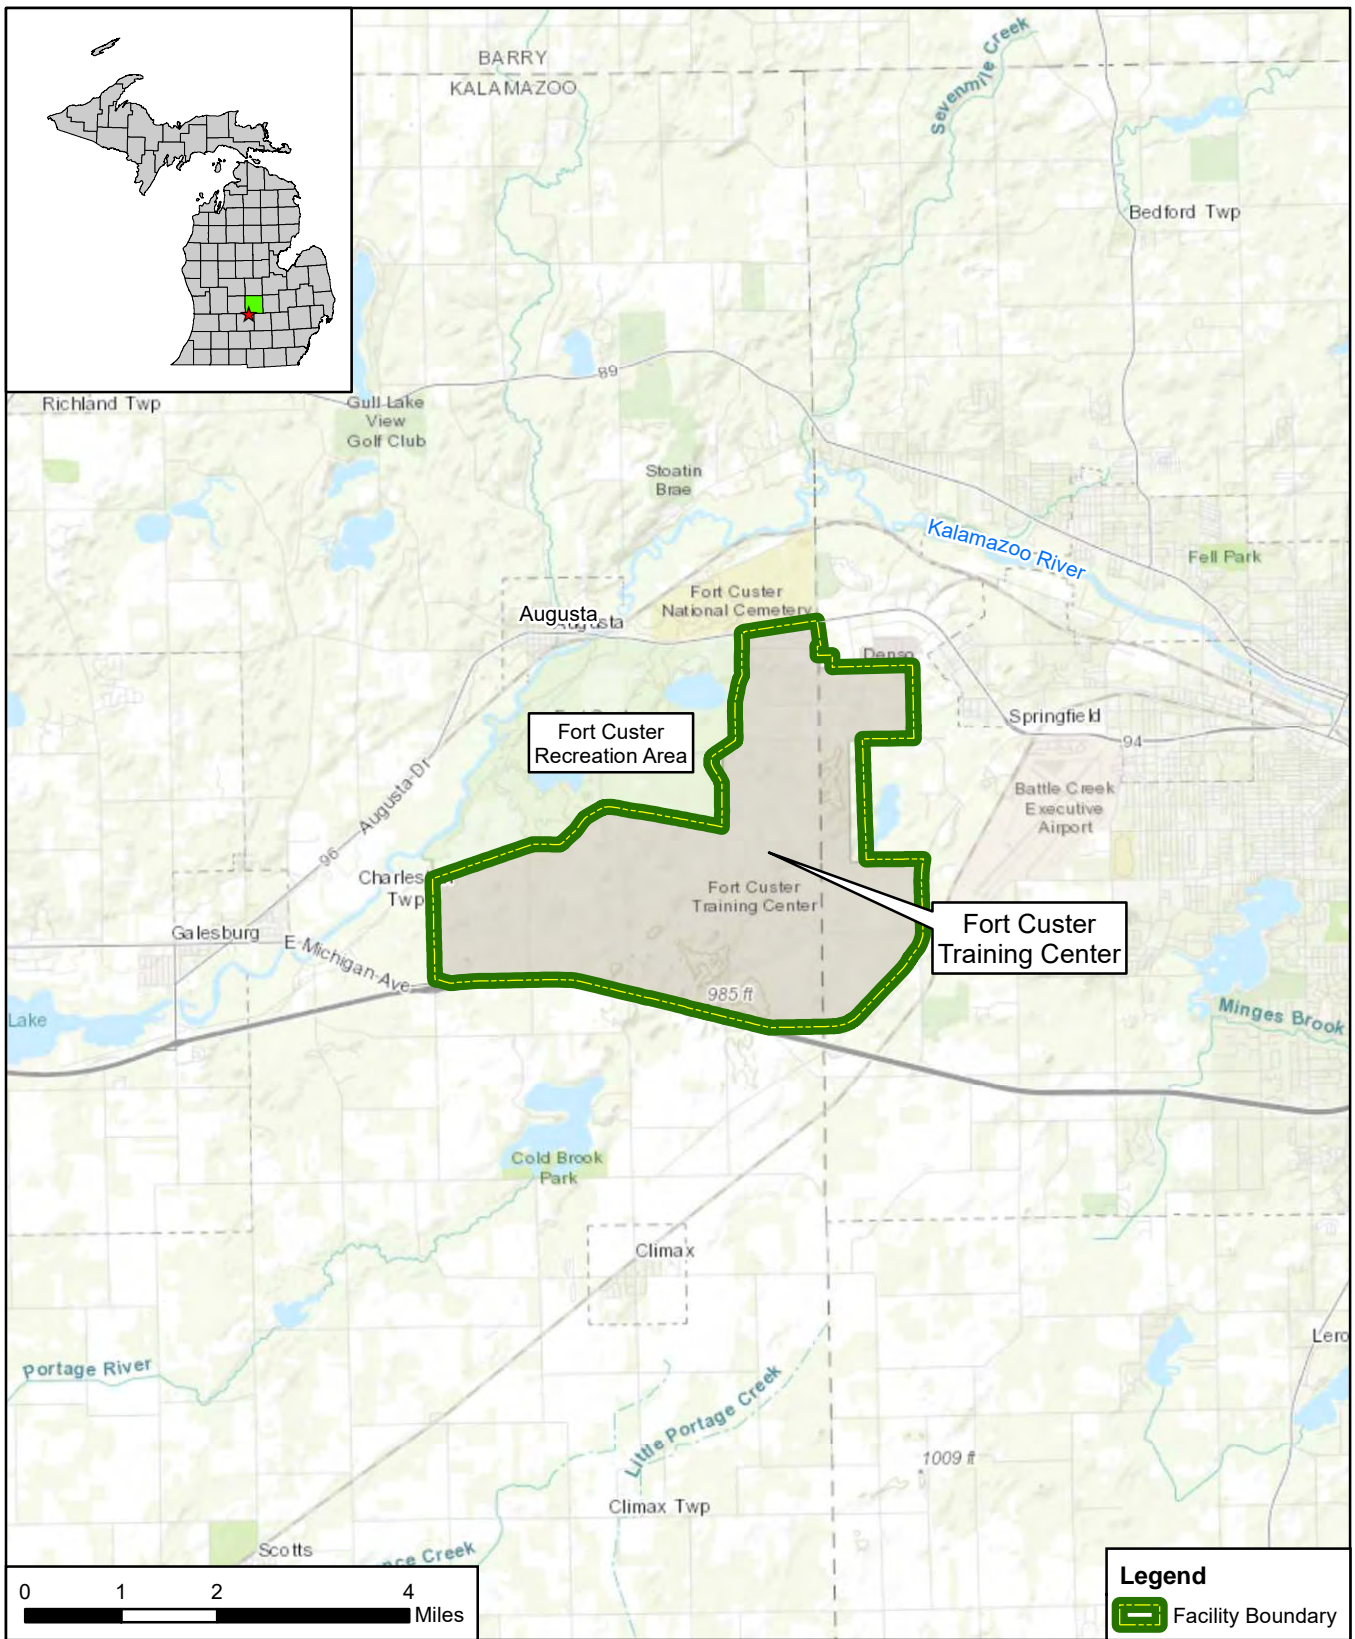 BARRY
KALAMAZOO
Sevenmile Creek
Bedford Twp
89
Richland Twp
Gull Lake
View
Golf Club
Stoatin
Brae
Kalamazoo River
Fell Park
Fort Custer
National Cemetery
Augusta
Augusta
Denso
Fort Custer
Recreation Area
Springfield
94
Battle Creek
Executive
Airport
Augusta-Dr
96
Twp
Fort Custer
Training Center
Fort Custer
Training Center
Galesburg
E-Michigan-Ave
985 ft
Lake
Minges Brook
Cold Brook
Park
Climax
Portage River
Little Portage Creek
1009 ft
Climax Twp
Scotts
Creek
0 1 2 4
Miles
Legend
Facility Boundary